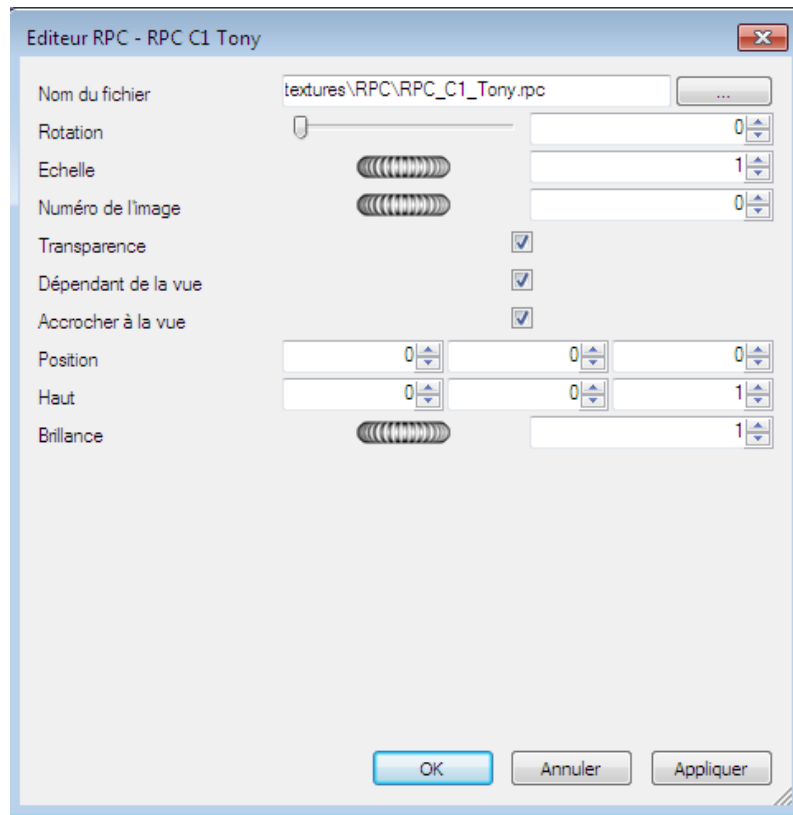 Editeur RPC - RPC C1 Tony
Nom du fichier textures\RPC\RPC_C1_Tony.rpc ...
Rotation 0
Echelle 1
Numéro de l'image 0
Transparence
Dépendant de la vue
Accrocher à la vue
Position 0 0 0
Haut 0 0 1
Brillance 1
OK Annuler Appliquer